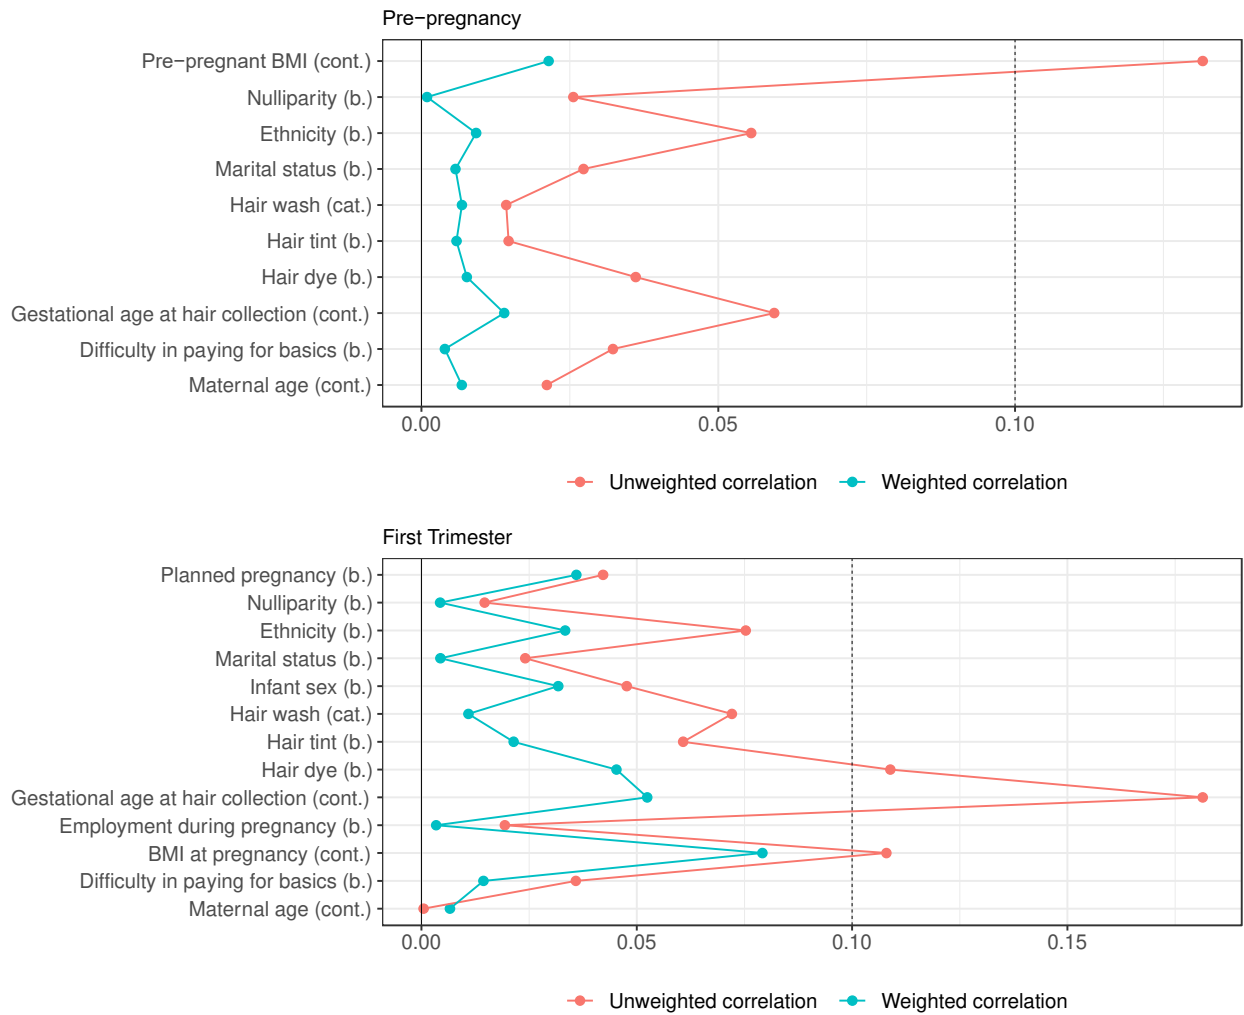 Pre−pregnancy
Pre−pregnant BMI (cont.)
Nulliparity (b.)
Ethnicity (b.)
Marital status (b.)
Hair wash (cat.)
Hair tint (b.)
Hair dye (b.)
Gestational age at hair collection (cont.)
Difficulty in paying for basics (b.)
Maternal age (cont.)
0.00 0.05 0.10
Unweighted correlation Weighted correlation
First Trimester
Planned pregnancy (b.)
Nulliparity (b.)
Ethnicity (b.)
Marital status (b.)
Infant sex (b.)
Hair wash (cat.)
Hair tint (b.)
Hair dye (b.)
Gestational age at hair collection (cont.)
Employment during pregnancy (b.)
BMI at pregnancy (cont.)
Difficulty in paying for basics (b.)
Maternal age (cont.)
0.00 0.05 0.10 0.15
Unweighted correlation Weighted correlation